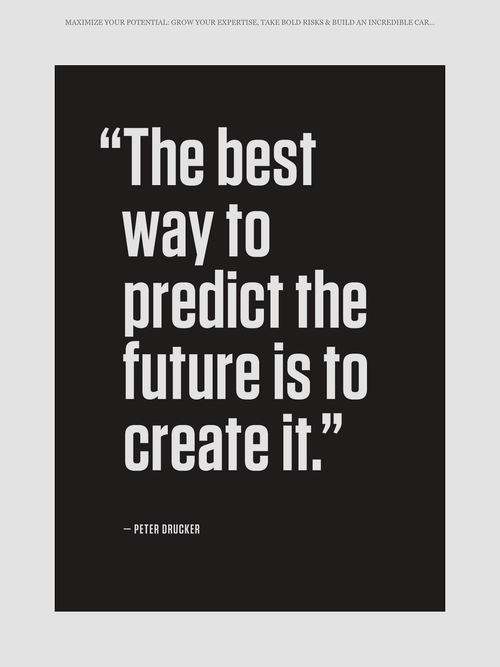 MAXIMIZE YOUR POTENTIAL: GROW YOUR EXPERTISE, TAKE BOLD RISKS & BUILD AN INCREDIBLE CAR...
“The best
way to
predict the
future is to
create it.”
— PETER DRUCKER